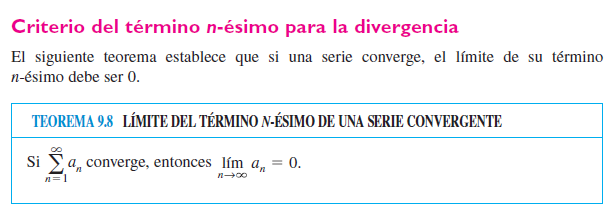 Criterio del término n-ésimo para la divergencia
El siguiente teorema establece que si una serie converge, el límite de su término
n-ésimo debe ser 0.
TEOREMA 9.8 LÍMITE DEL TÉRMINO N-ÉSIMO DE UNA SERIE CONVERGENTE
Si ∑_{n=1}^{∞} a_n converge, entonces lím_{n→∞} a_n = 0.